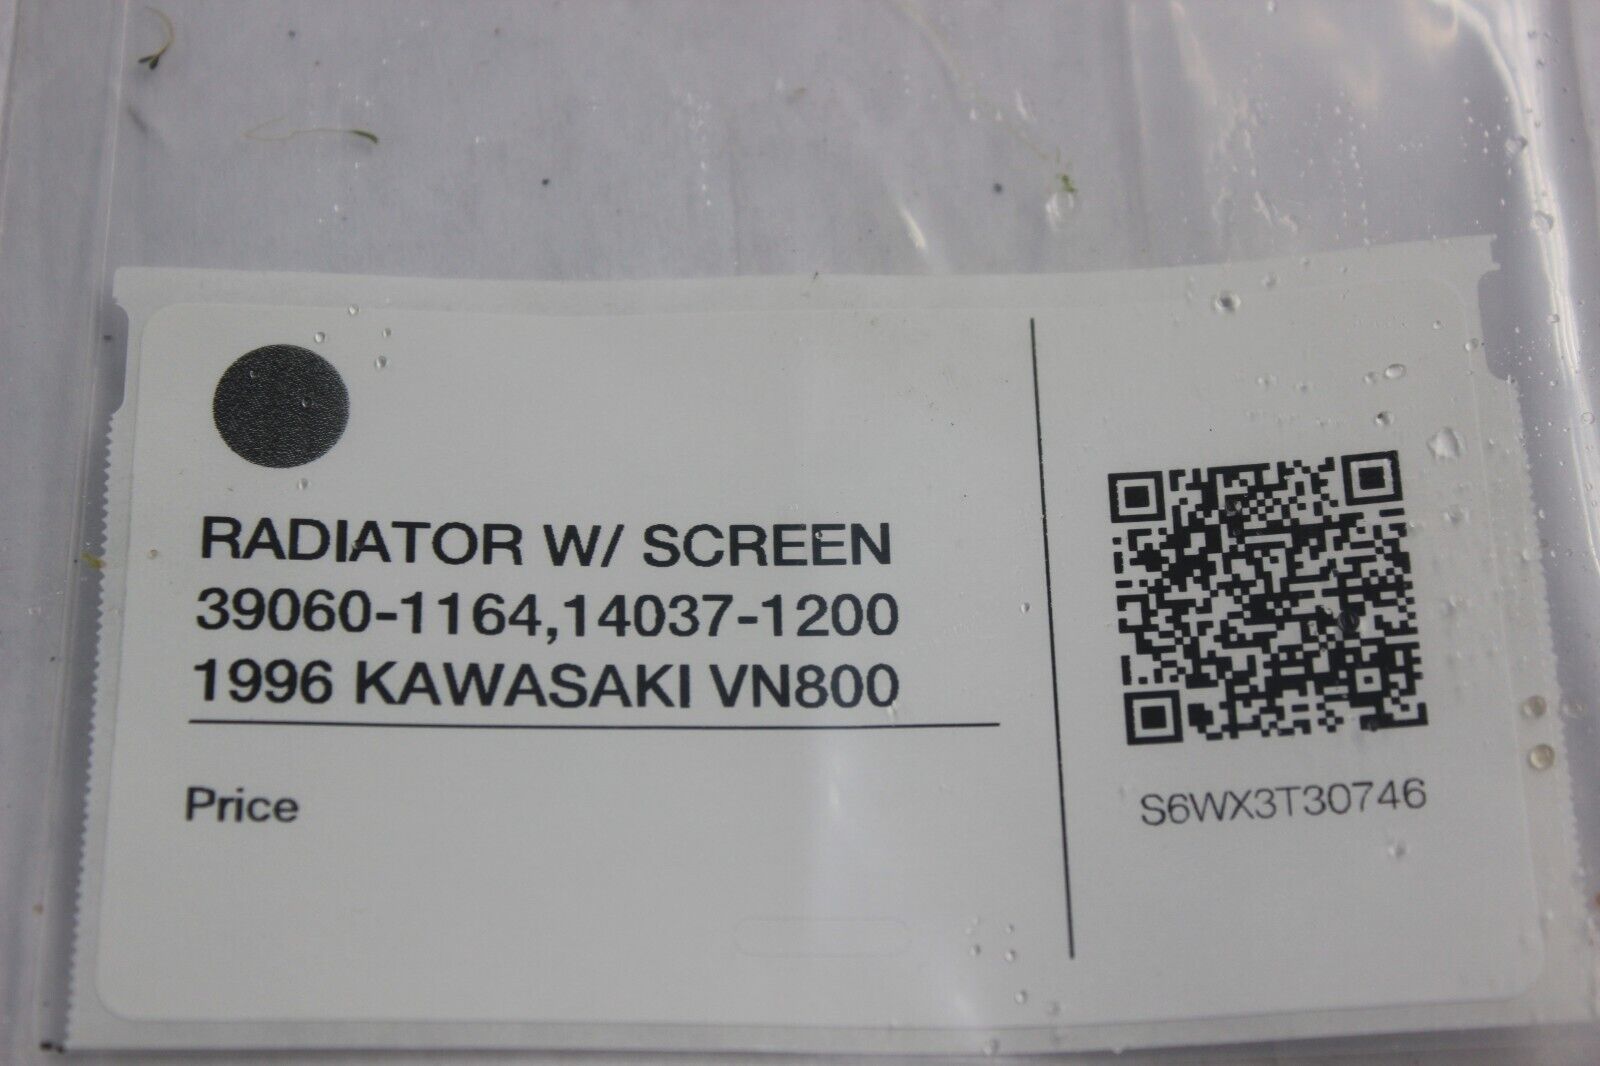 RADIATOR W/ SCREEN
39060-1164,14037-1200
1996 KAWASAKI VN800
Price
S6WX3T30746